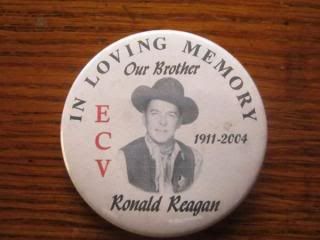 IN LOVING MEMORY
Our Brother
E
C
V
1911-2004
Ronald Reagan